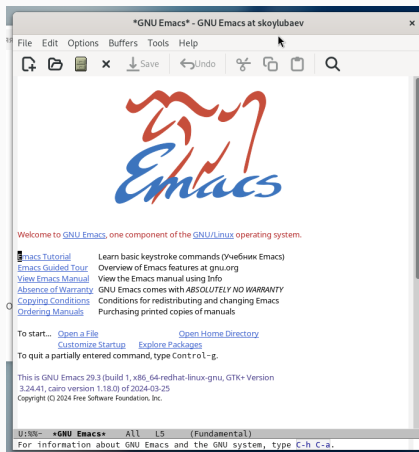 *GNU Emacs* - GNU Emacs at skoylubaev
File Edit Options Buffers Tools Help
Save Undo
Emacs
Welcome to GNU Emacs, one component of the GNU/Linux operating system.
Emacs Tutorial Learn basic keystroke commands (Учебник Emacs)
Emacs Guided Tour Overview of Emacs features at gnu.org
View Emacs Manual View the Emacs manual using Info
Absence of Warranty GNU Emacs comes with ABSOLUTELY NO WARRANTY
Copying Conditions Conditions for redistributing and changing Emacs
Ordering Manuals Purchasing printed copies of manuals
To start... Open a File Open Home Directory
Customize Startup Explore Packages
To quit a partially entered command, type Control-g.
This is GNU Emacs 29.3 (build 1, x86_64-redhat-linux-gnu, GTK+ Version
3.24.41, cairo version 1.18.0) of 2024-03-25
Copyright (C) 2024 Free Software Foundation, Inc.
U:%%- *GNU Emacs* All L5 (Fundamental)
For information about GNU Emacs and the GNU system, type C-h C-a.